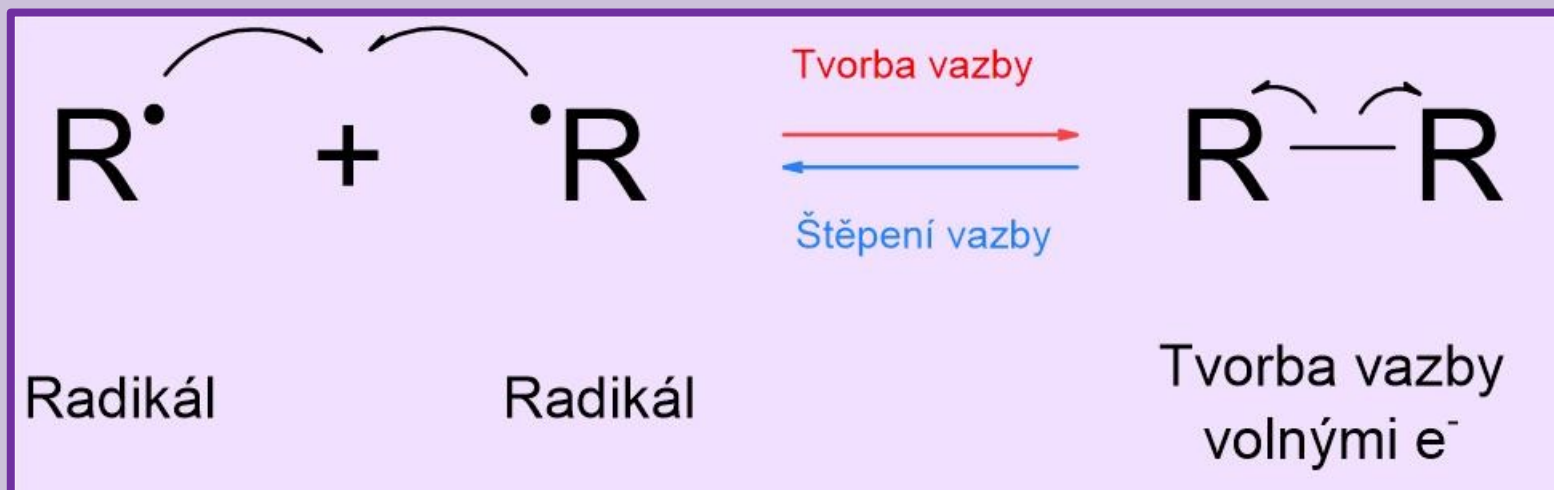 Tvorba vazby
R• + •R R—R
Štěpení vazby
Radikál Radikál
Tvorba vazby
volnými e⁻